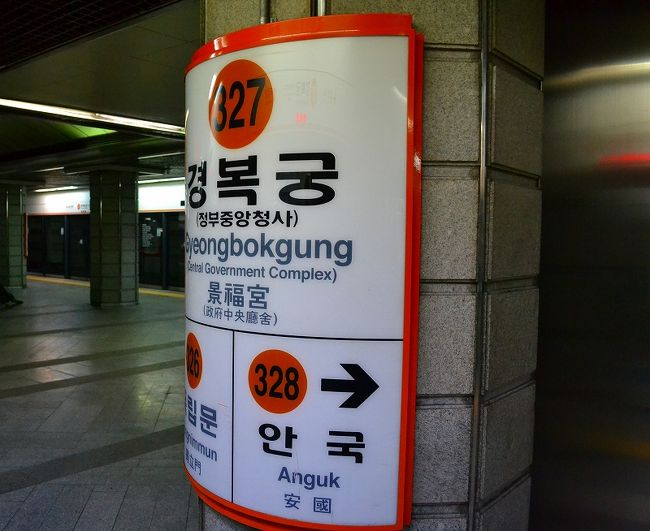 327
경복궁
(정부중앙청사)
Gyeongbokgung
(Central Government Complex)
景福宮
(政府中央廳舍)
328
안국
Anguk
安國